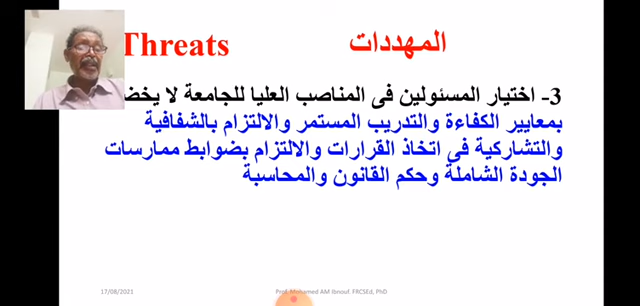 Threats المهددات
3- اختيار المسئولين فى المناصب العليا للجامعة لا يخض
بمعايير الكفاءة والتدريب المستمر والالتزام بالشفافية
والتشاركية فى اتخاذ القرارات والالتزام بضوابط ممارسات
الجودة الشاملة وحكم القانون والمحاسبة
17/08/2021 Prof. Mohamed AM Ibnouf. FRCSEd, PhD